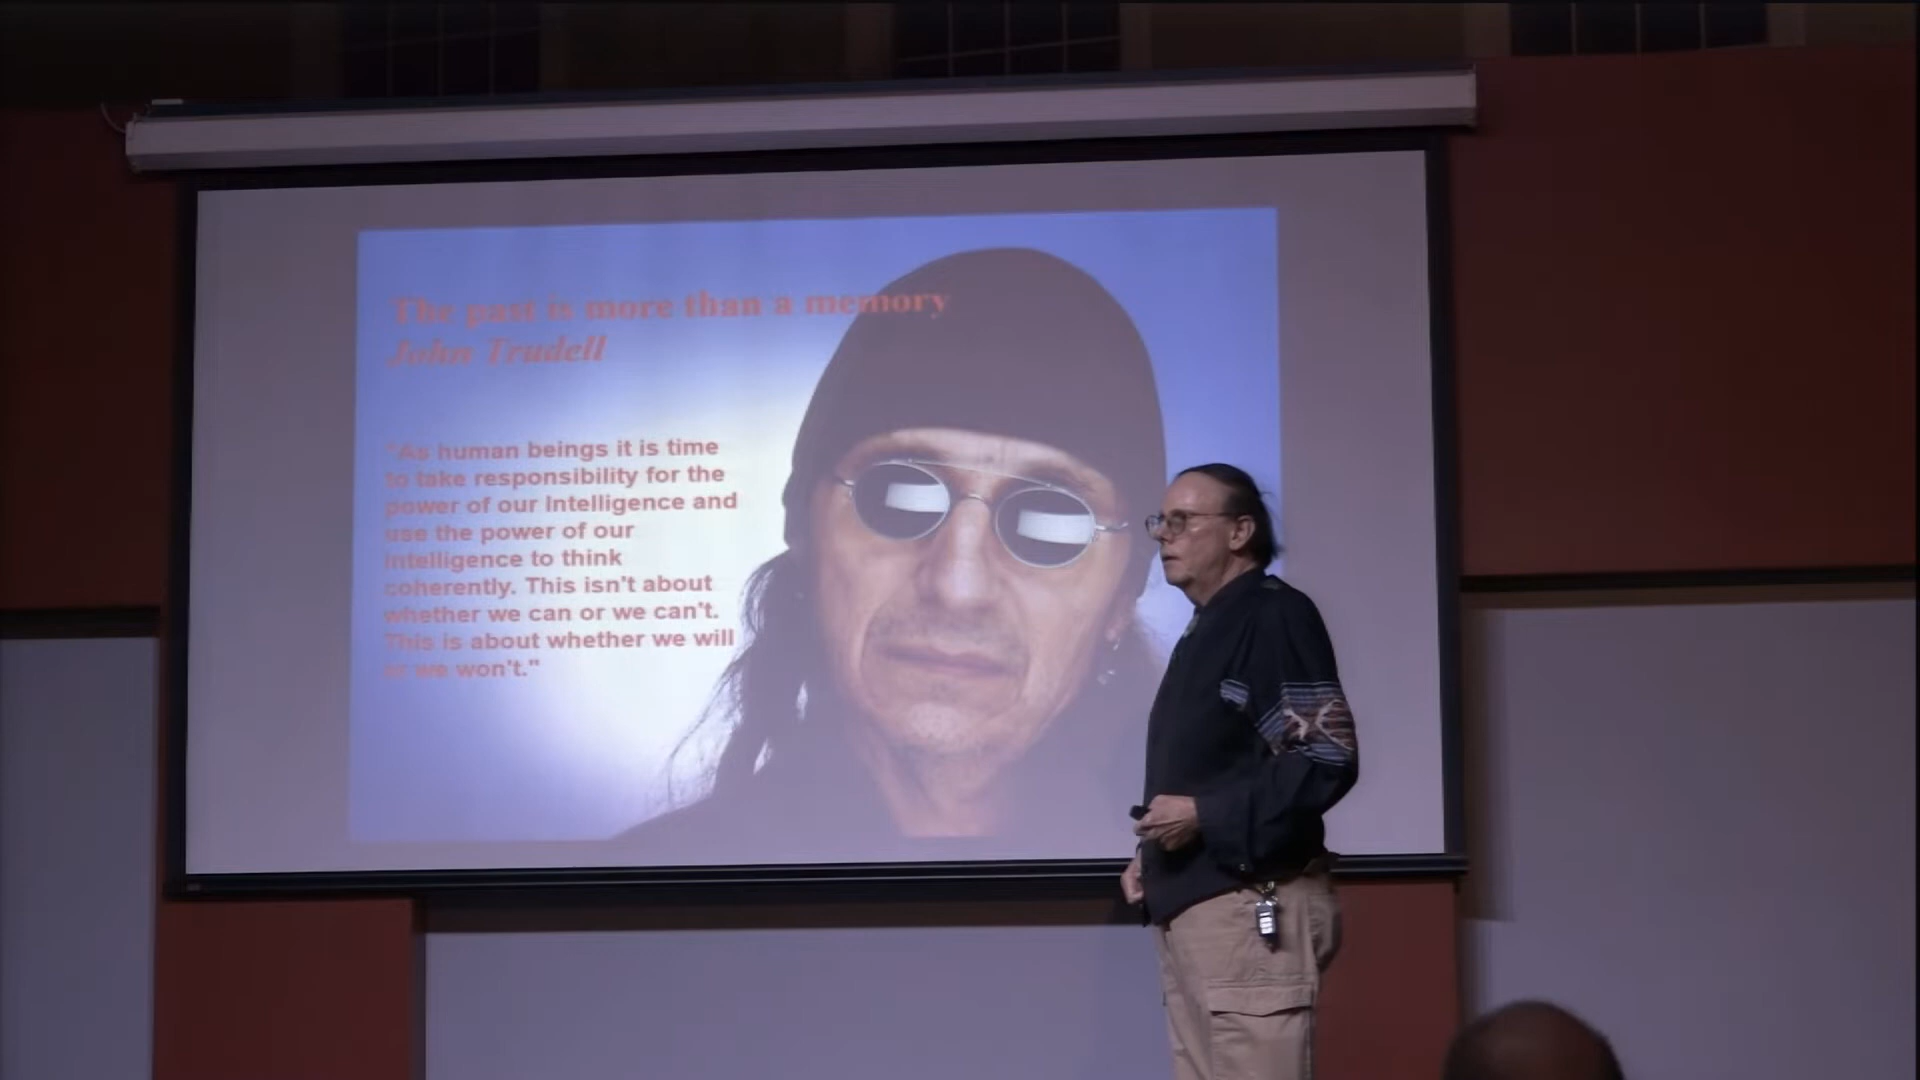 The past is more than a memory
John Trudell
"As human beings it is time
to take responsibility for the
power of our Intelligence and
use the power of our
intelligence to think
coherently. This isn't about
whether we can or we can't.
This is about whether we will
or we won't."